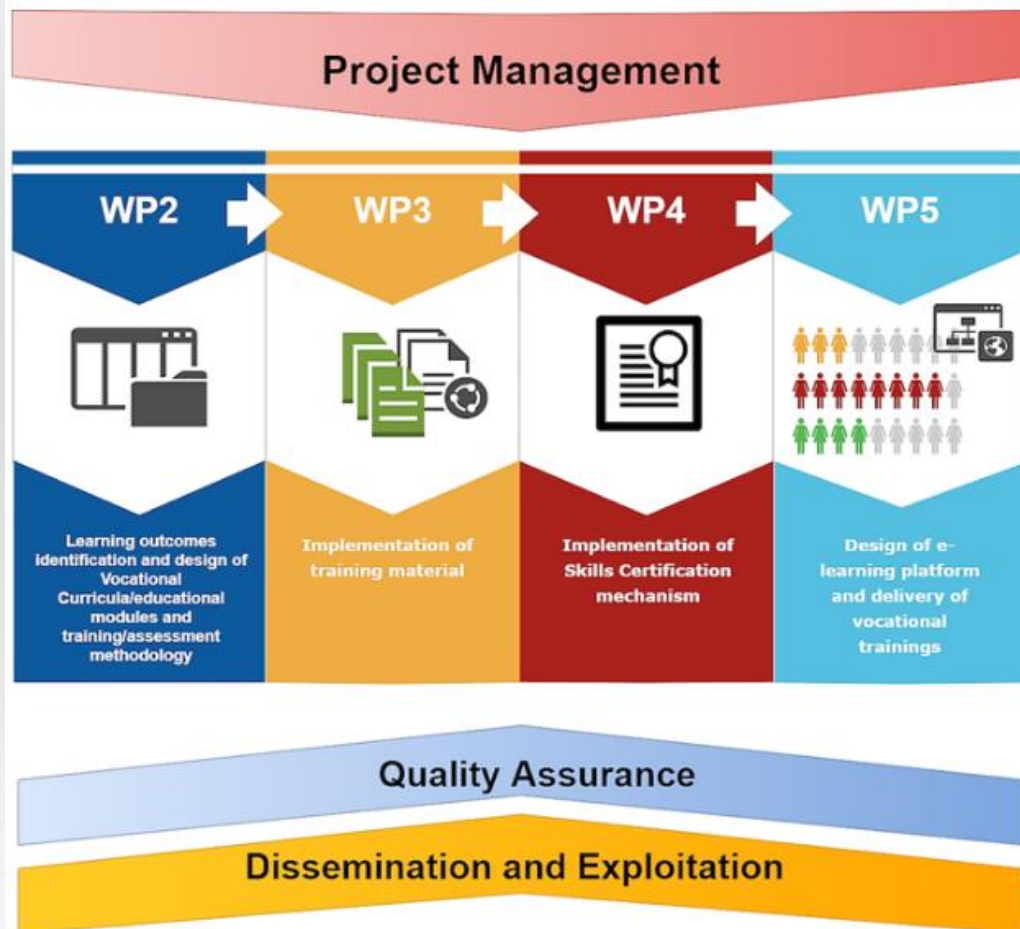 Project Management
WP2
WP3
WP4
WP5
Learning outcomes
identification and design of
Vocational
Curricula/educational
modules and
training/assessment
methodology
Implementation of
training material
Implementation of
Skills Certification
mechanism
Design of e-
learning platform
and delivery of
vocational
trainings
Quality Assurance
Dissemination and Exploitation